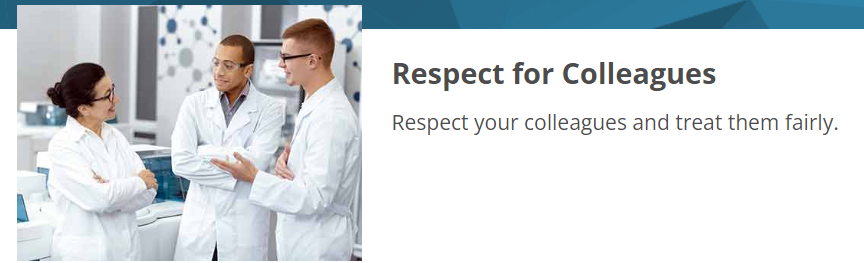 Respect for Colleagues
Respect your colleagues and treat them fairly.